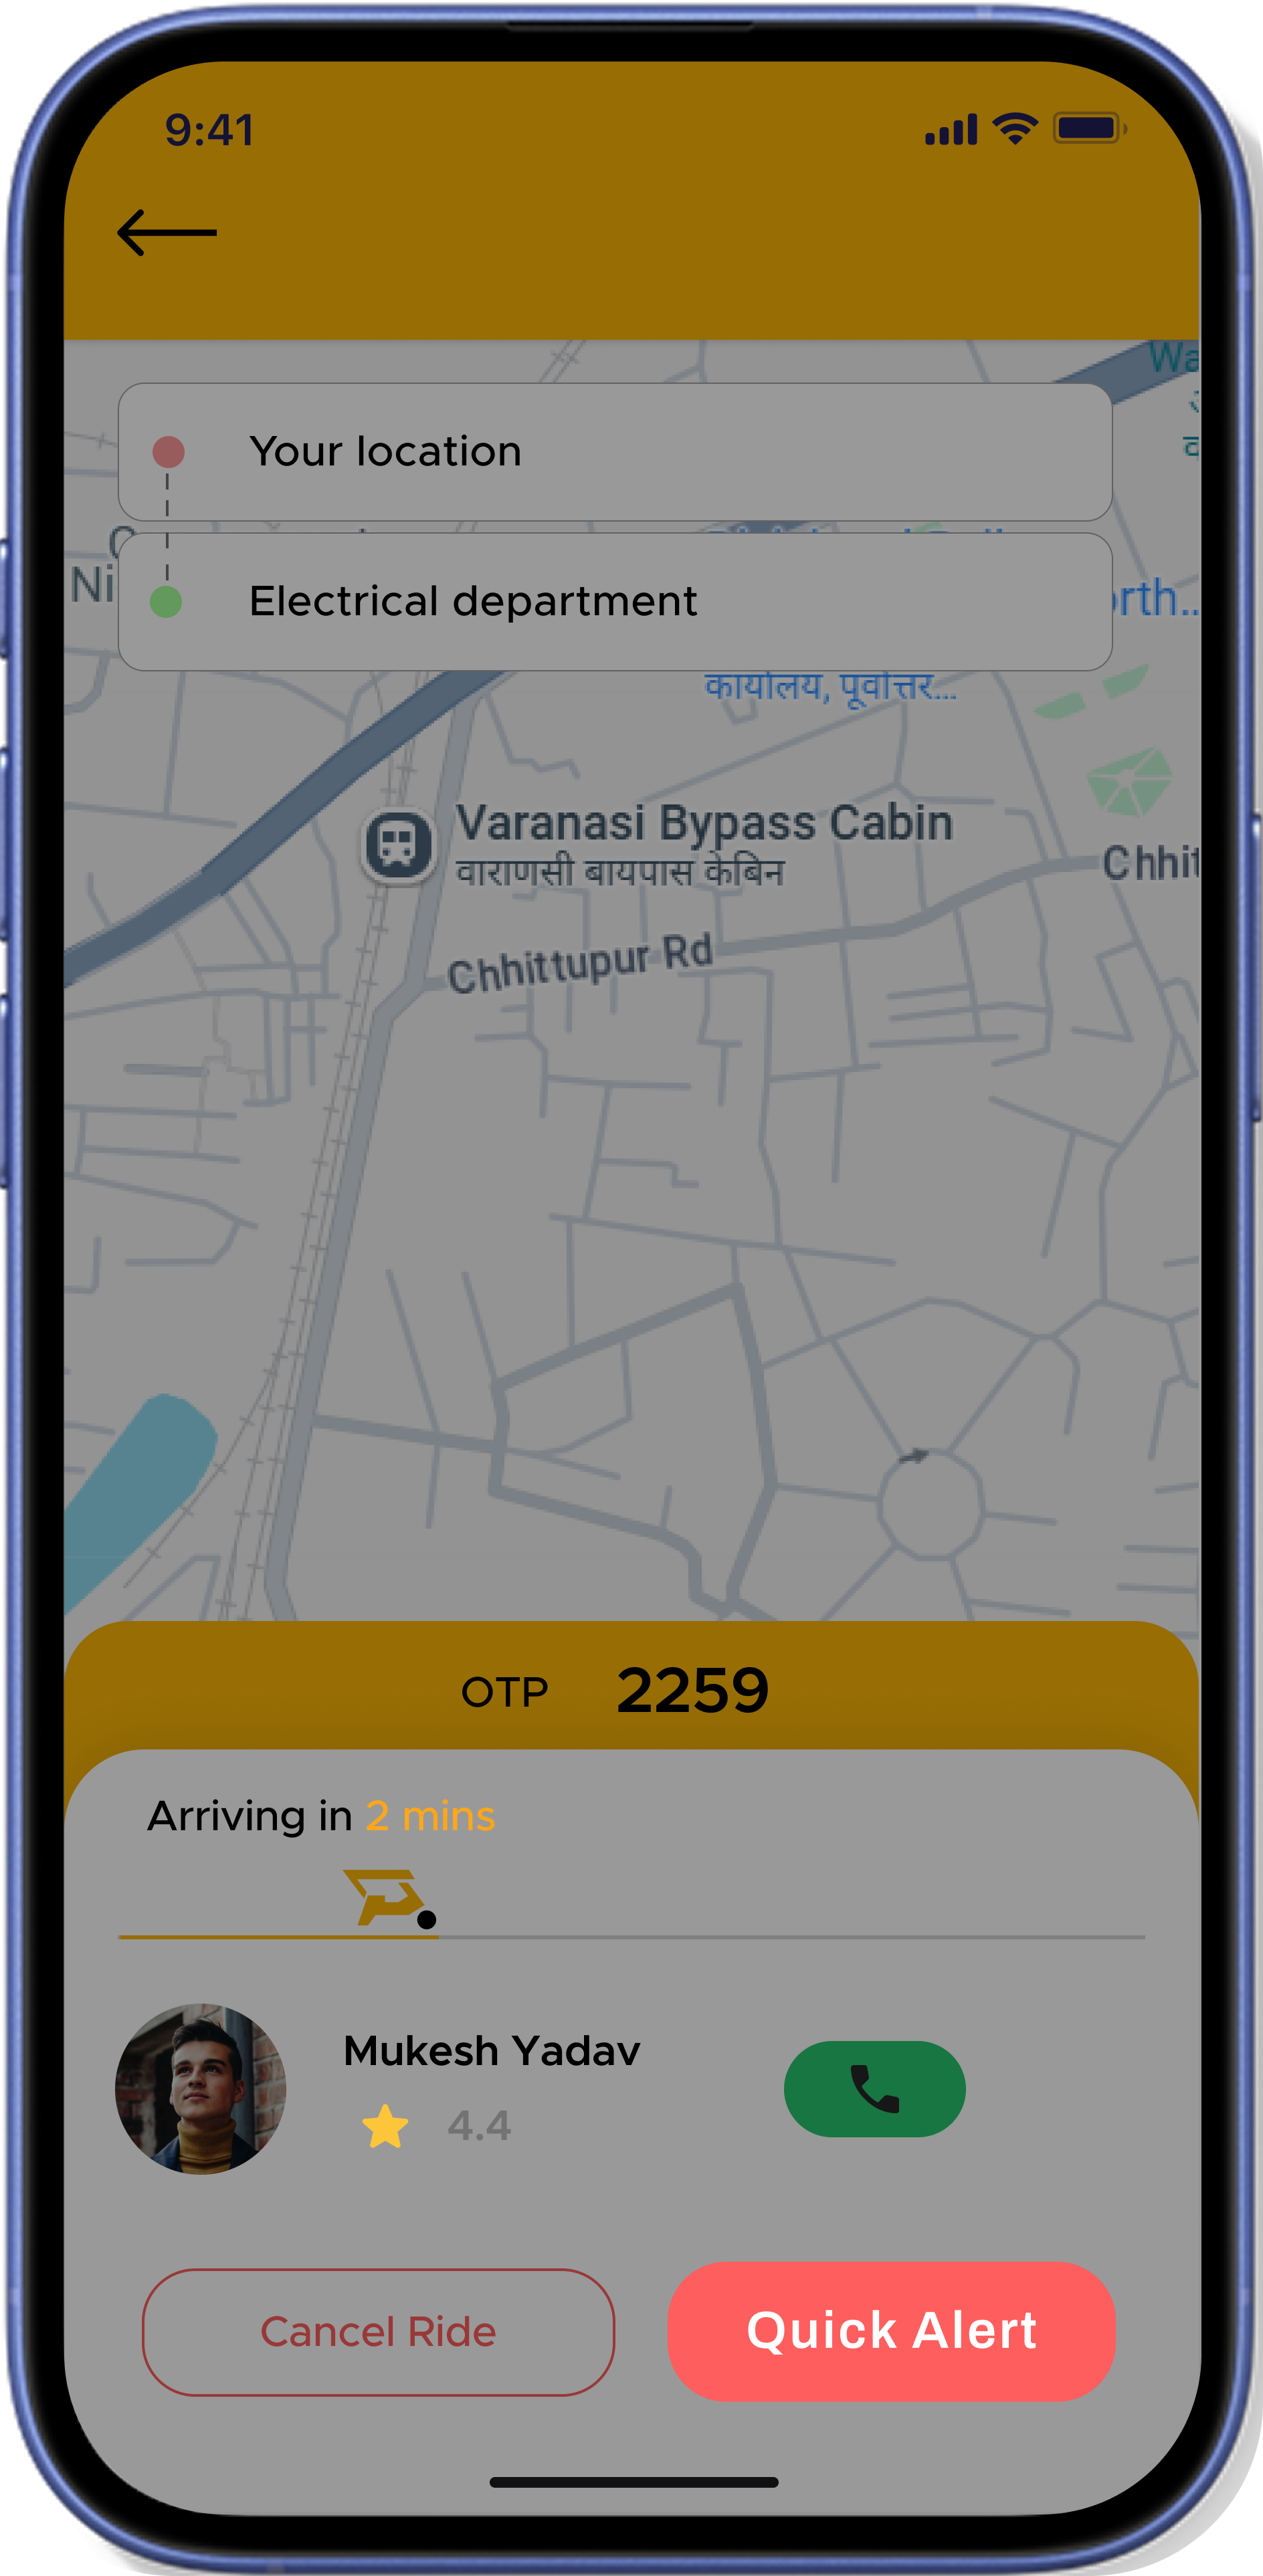 9:41
Wa
Your location
Ni
Electrical department
orth...
कार्यालय, पूर्वोत्तर...
Varanasi Bypass Cabin
वाराणसी बायपास केबिन
Chhit
Chhittupur Rd
OTP 2259
Arriving in 2 mins
Mukesh Yadav
4.4
Cancel Ride
Quick Alert